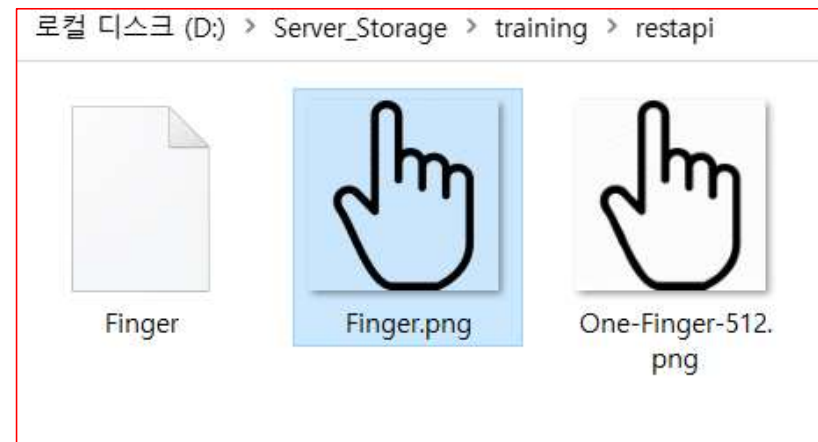 로컬 디스크 (D:) > Server_Storage > training > restapi
Finger
Finger.png
One-Finger-512.
png